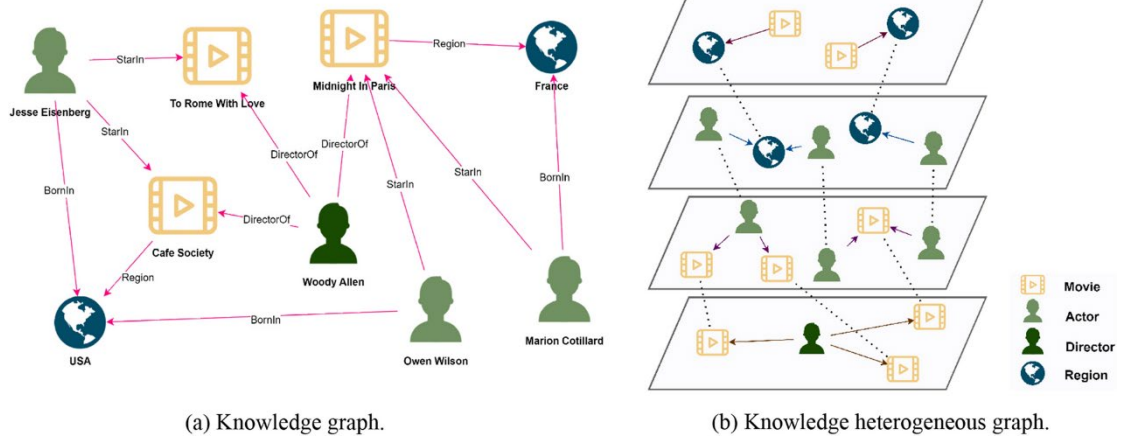 StarIn
Region
Jesse Eisenberg
To Rome With Love
Midnight In Paris
France
StarIn
DirectorOf
DirectorOf
StarIn
StarIn
BornIn
BornIn
Cafe Society
DirectorOf
Region
Woody Allen
BornIn
USA
Owen Wilson
Marion Cotillard
Movie
Actor
Director
Region
(a) Knowledge graph.
(b) Knowledge heterogeneous graph.